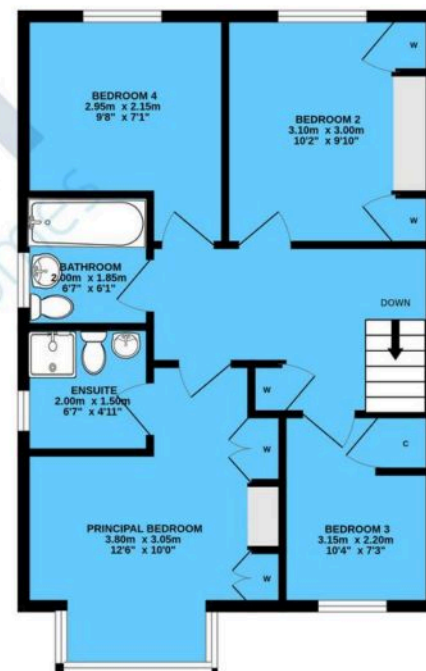 BEDROOM 4
2.95m x 2.15m
9'8" x 7'1"
BEDROOM 2
3.10m x 3.00m
10'2" x 9'10"
W
W
BATHROOM
2.00m x 1.85m
6'7" x 6'1"
DOWN
ENSUITE
2.00m x 1.50m
6'7" x 4'11"
W
W
C
PRINCIPAL BEDROOM
3.80m x 3.05m
12'6" x 10'0"
W
BEDROOM 3
3.15m x 2.20m
10'4" x 7'3"
omes